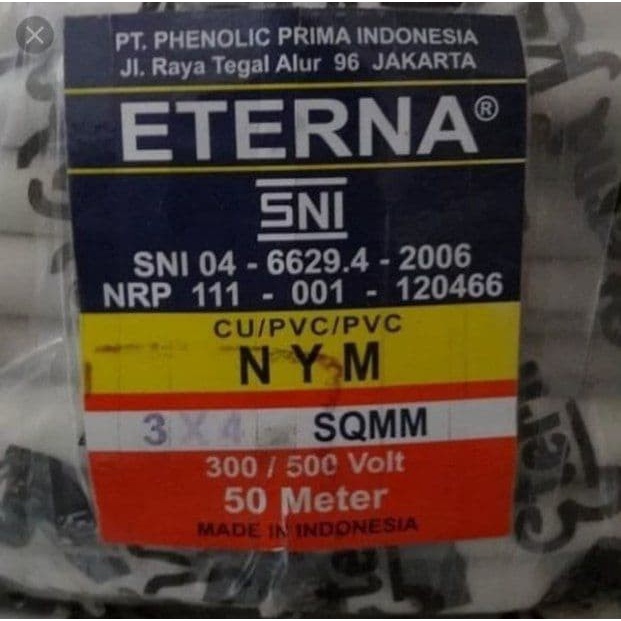 PT. PHENOLIC PRIMA INDONESIA
Jl. Raya Tegal Alur 96 JAKARTA
ETERNA®
SNI
SNI 04 - 6629.4 - 2006
NRP 111 - 001 - 120466
CU/PVC/PVC
NYM
3 X 4 SQMM
300 / 500 Volt
50 Meter
MADE IN INDONESIA